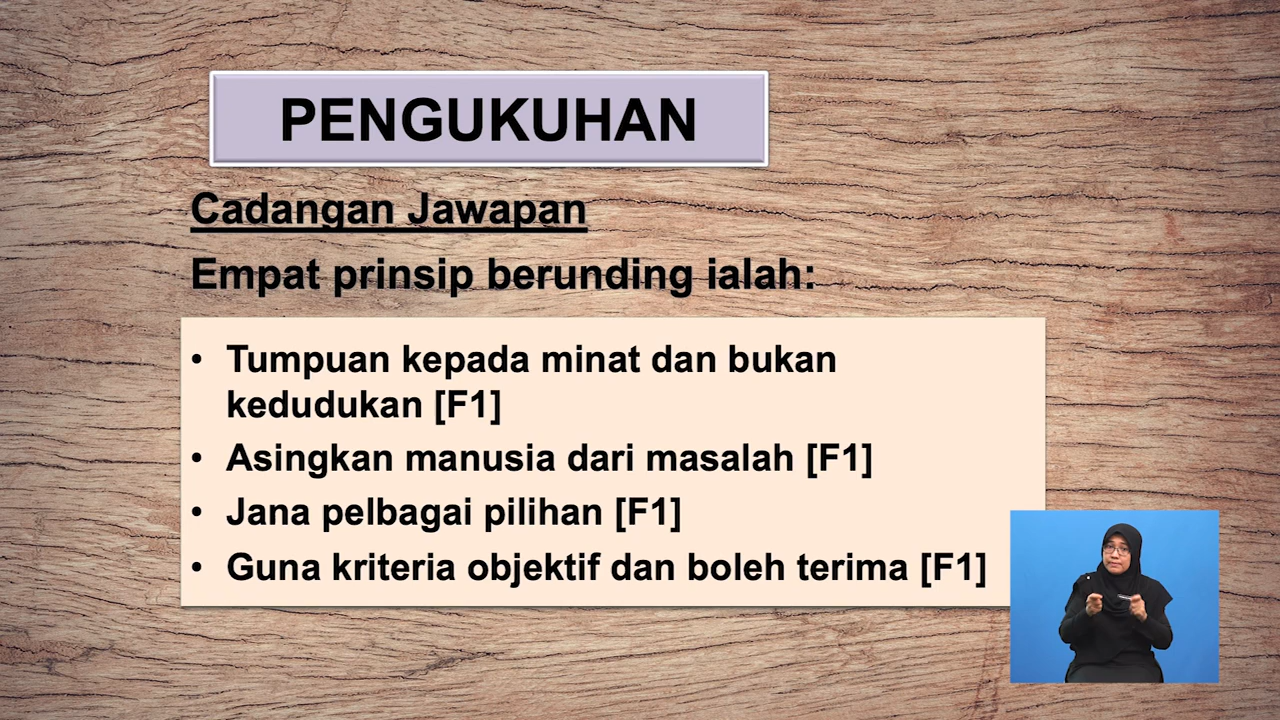 PENGUKUHAN
Cadangan Jawapan
Empat prinsip berunding ialah:
• Tumpuan kepada minat dan bukan
kedudukan [F1]
• Asingkan manusia dari masalah [F1]
• Jana pelbagai pilihan [F1]
• Guna kriteria objektif dan boleh terima [F1]